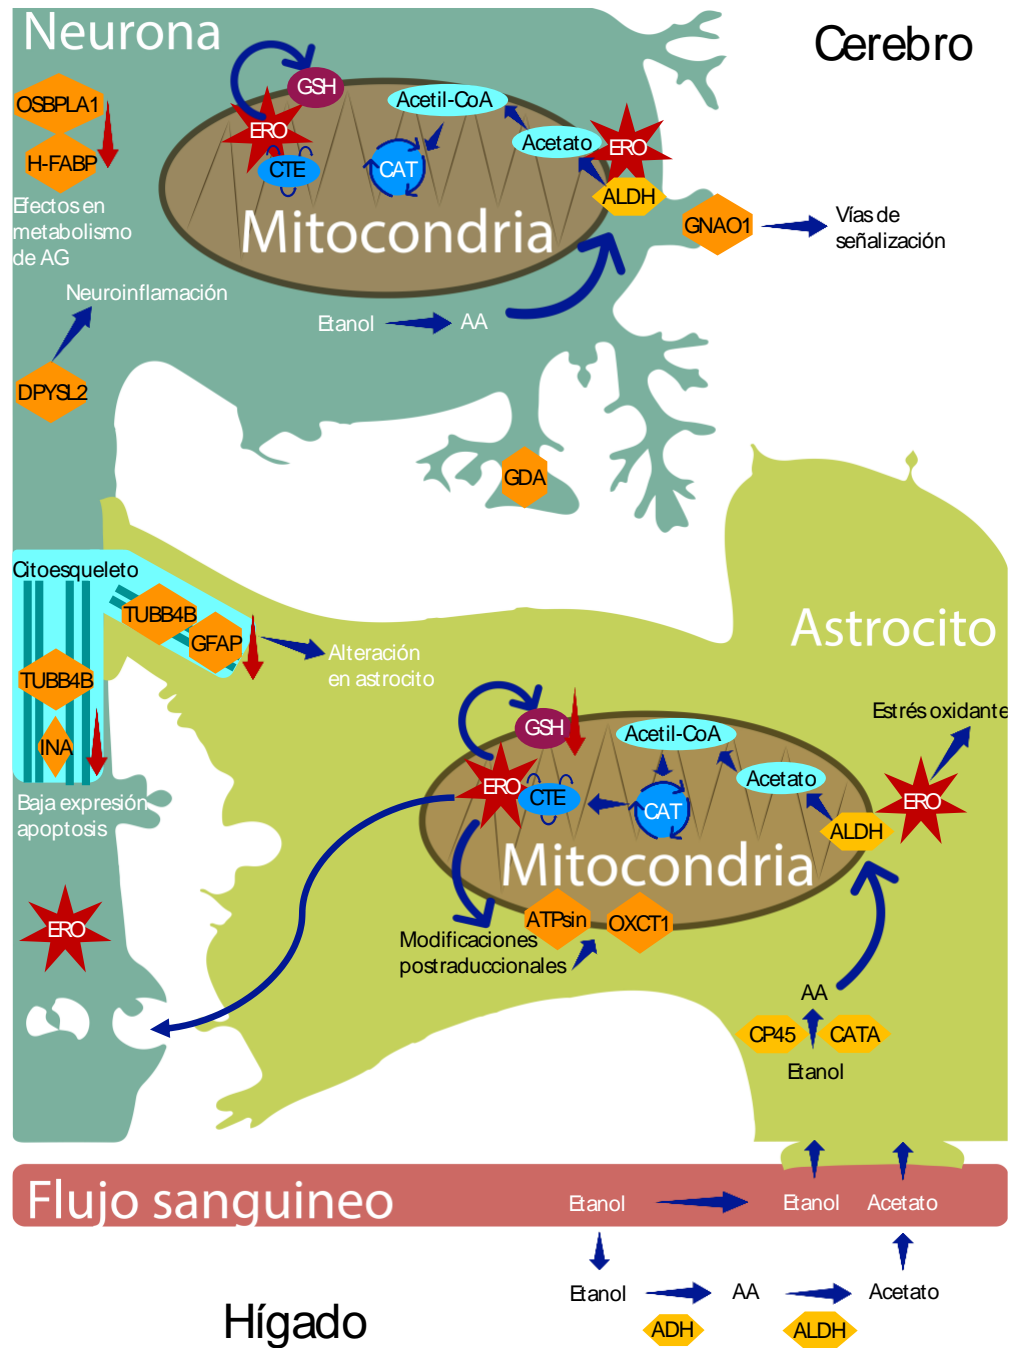 Neurona
Cerebro
OSBPLA1
H-FABP
Efectos en
metabolismo
de AG
GSH
ERO
CTE
CAT
Acetil-CoA
Acetato
ERO
ALDH
Mitocondria
GNAO1
Vías de
señalización
Neuroinflamación
Etanol
AA
DPYSL2
GDA
Citoesqueleto
TUBB4B
GFAP
Alteración
en astrocito
Astrocito
TUBB4B
INA
Baja expresión,
apoptosis
ERO
GSH
ERO
CTE
CAT
Acetil-CoA
Acetato
ALDH
ERO
Estrés oxidante
Mitocondria
ATPsin
OXCT1
Modificaciones
postraduccionales
AA
CP45
CATA
Etanol
Flujo sanguineo
Etanol
Etanol
Acetato
Etanol
AA
Acetato
ADH
ALDH
Hígado